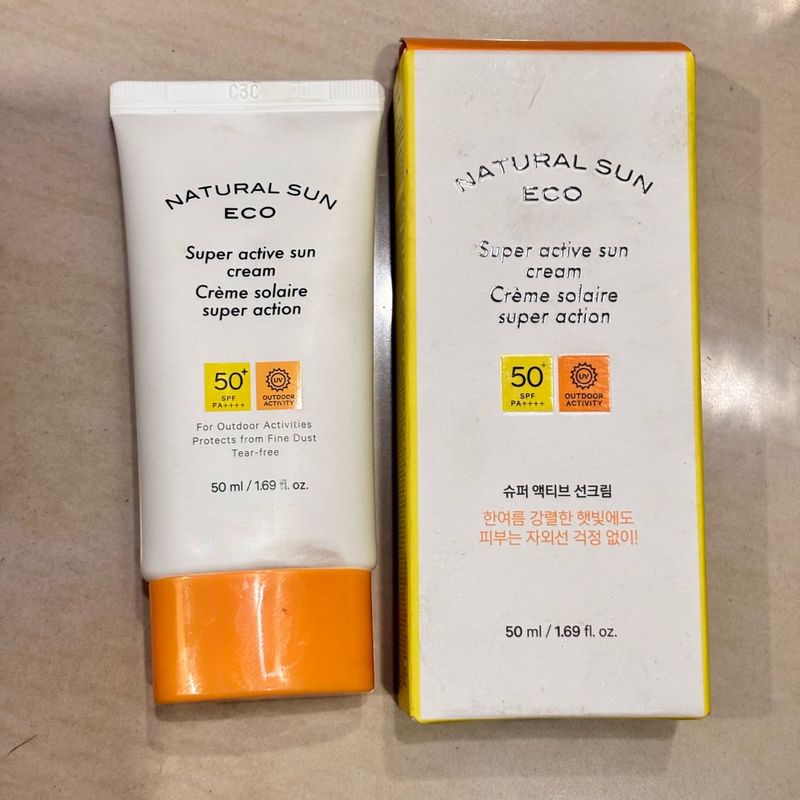 C3C
NATURAL SUN
ECO
Super active sun
cream
Crème solaire
super action
50+
SPF
PA++++
UV
OUTDOOR
ACTIVITY
For Outdoor Activities
Protects from Fine Dust
Tear-free
50 ml / 1.69 fl. oz.
NATURAL SUN
ECO
Super active sun
cream
Crème solaire
super action
50+
SPF
PA++++
UV
OUTDOOR
ACTIVITY
슈퍼 액티브 선크림
한여름 강렬한 햇빛에도
피부는 자외선 걱정 없이!
50 ml / 1.69 fl. oz.